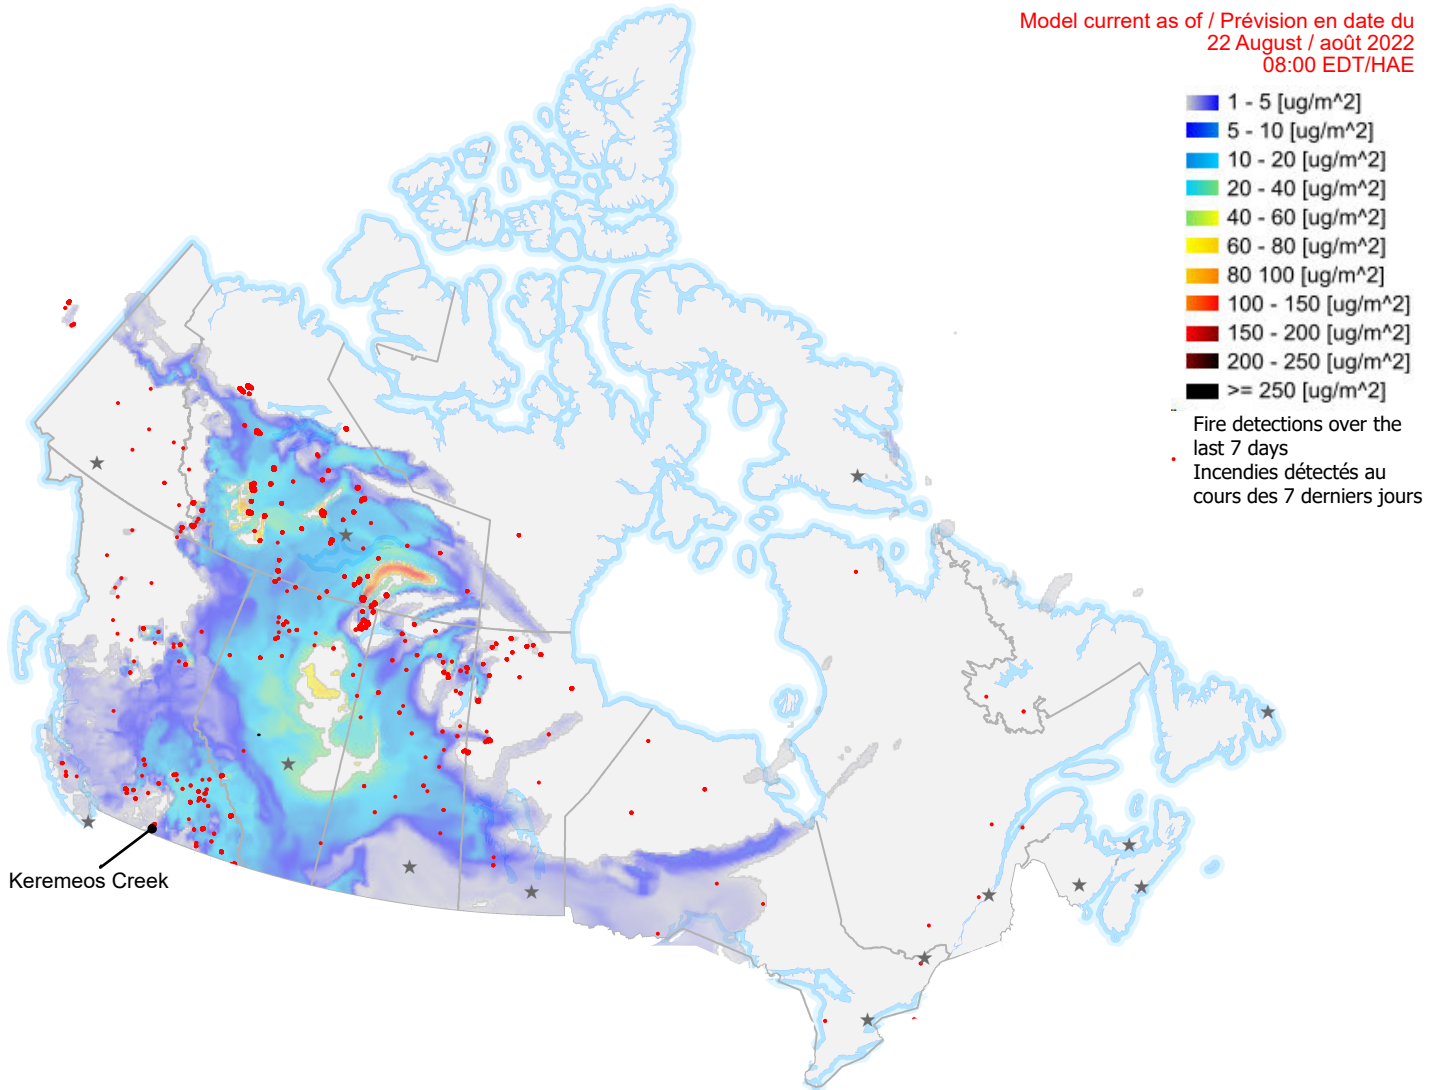 Model current as of / Prévision en date du
22 August / août 2022
08:00 EDT/HAE
1 - 5 [ug/m^2]
5 - 10 [ug/m^2]
10 - 20 [ug/m^2]
20 - 40 [ug/m^2]
40 - 60 [ug/m^2]
60 - 80 [ug/m^2]
80 100 [ug/m^2]
100 - 150 [ug/m^2]
150 - 200 [ug/m^2]
200 - 250 [ug/m^2]
>= 250 [ug/m^2]
Fire detections over the
last 7 days
Incendies détectés au
cours des 7 derniers jours
Keremeos Creek